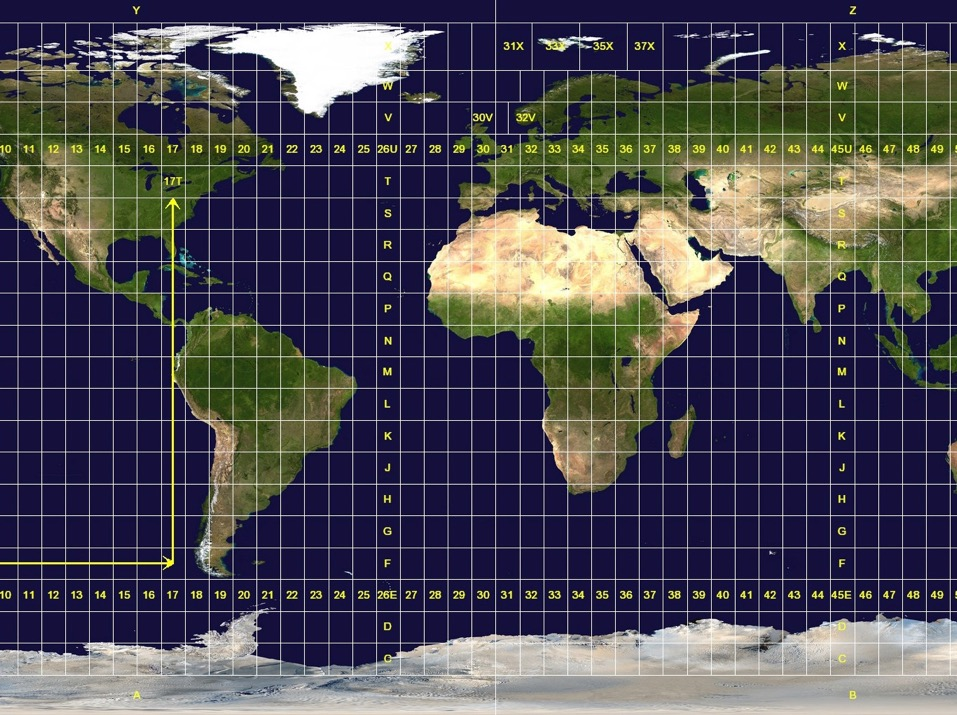 Y Z
X 31X 33X 35X 37X X
W W
V 30V 32V V
10 11 12 13 14 15 16 17 18 19 20 21 22 23 24 25 26U 27 28 29 30 31 32 33 34 35 36 37 38 39 40 41 42 43 44 45U 46 47 48 49
17T T T
S S
R R
Q Q
P P
N N
M M
L L
K K
J J
H H
G G
F F
10 11 12 13 14 15 16 17 18 19 20 21 22 23 24 25 26E 27 28 29 30 31 32 33 34 35 36 37 38 39 40 41 42 43 44 45E 46 47 48 49
D D
C C
A B